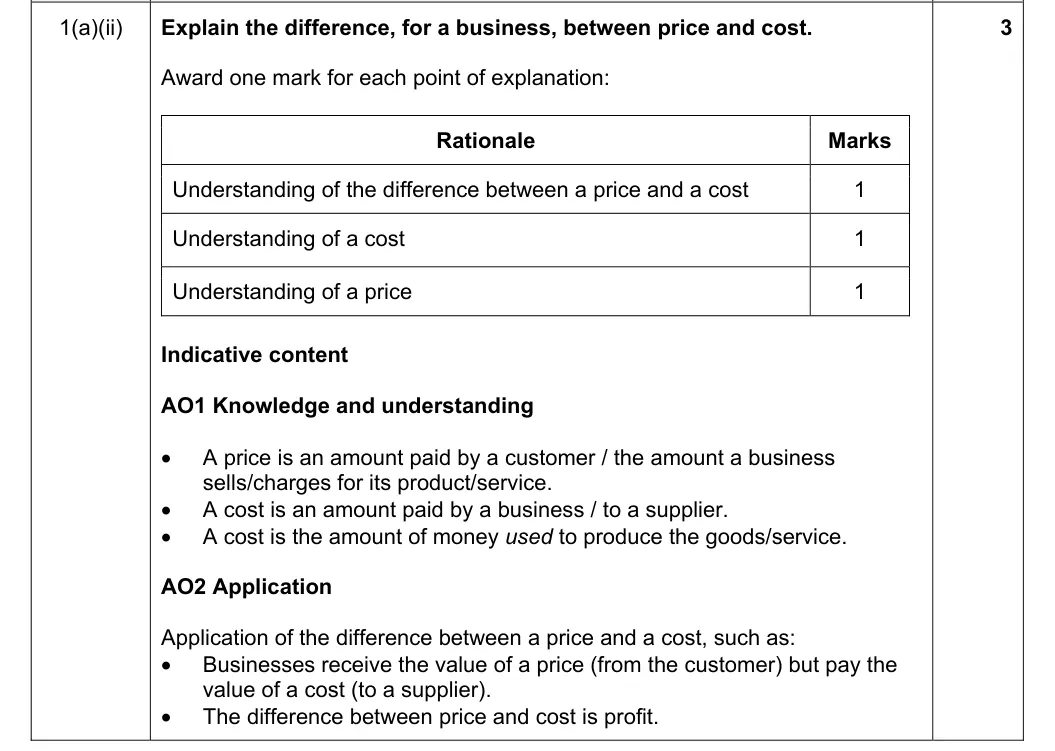 1(a)(ii) Explain the difference, for a business, between price and cost. 3
Award one mark for each point of explanation:
Rationale Marks
Understanding of the difference between a price and a cost 1
Understanding of a cost 1
Understanding of a price 1
Indicative content
AO1 Knowledge and understanding
• A price is an amount paid by a customer / the amount a business
sells/charges for its product/service.
• A cost is an amount paid by a business / to a supplier.
• A cost is the amount of money used to produce the goods/service.
AO2 Application
Application of the difference between a price and a cost, such as:
• Businesses receive the value of a price (from the customer) but pay the
value of a cost (to a supplier).
• The difference between price and cost is profit.